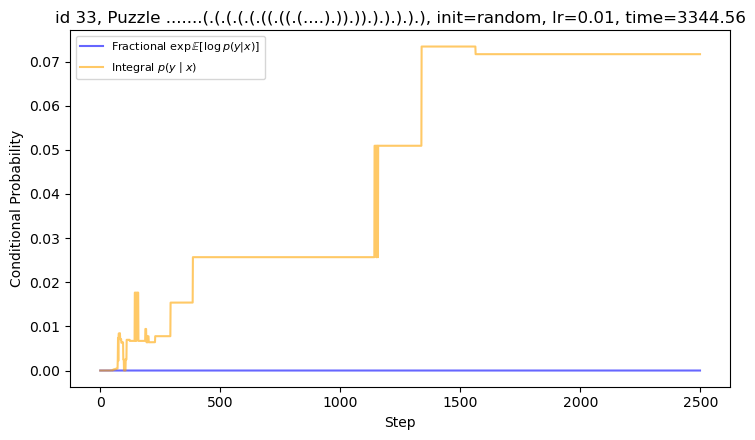 id 33, Puzzle .......(.(.(.(.(.((.((.(....).)).)).).).).).), init=random, lr=0.01, time=3344.56
Fractional exp𝔼[log p(y|x)]
Integral p(y | x)
0.07
0.06
0.05
0.04
0.03
0.02
0.01
0.00
Conditional Probability
0 500 1000 1500 2000 2500
Step